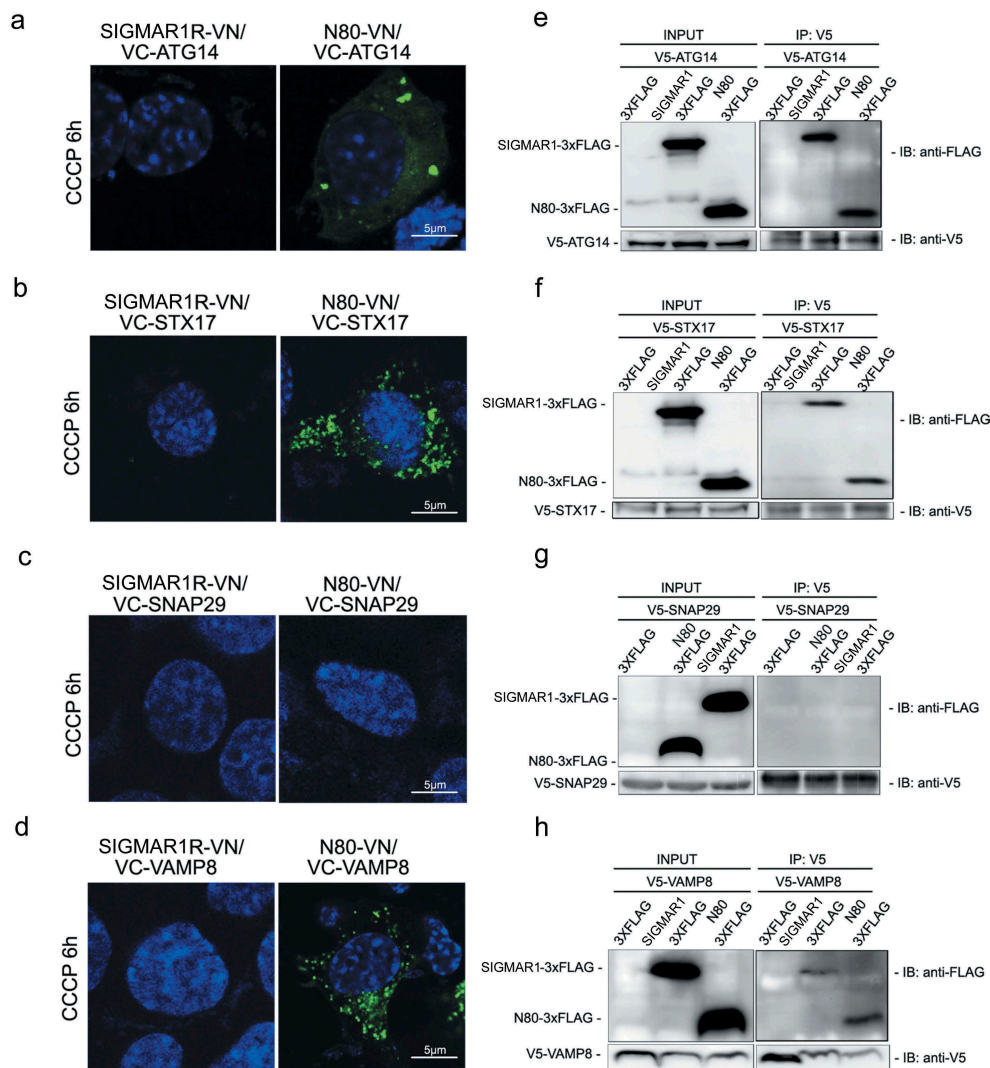 a
SIGMAR1R-VN/
VC-ATG14
N80-VN/
VC-ATG14
CCCP 6h
5µm
b
SIGMAR1R-VN/
VC-STX17
N80-VN/
VC-STX17
CCCP 6h
5µm
c
SIGMAR1R-VN/
VC-SNAP29
N80-VN/
VC-SNAP29
CCCP 6h
5µm
d
SIGMAR1R-VN/
VC-VAMP8
N80-VN/
VC-VAMP8
CCCP 6h
5µm
e
INPUT
IP: V5
V5-ATG14
V5-ATG14
3XFLAG
SIGMAR1
3XFLAG
N80
3XFLAG
3XFLAG
SIGMAR1
3XFLAG
N80
3XFLAG
SIGMAR1-3xFLAG -
- IB: anti-FLAG
N80-3xFLAG -
V5-ATG14 -
- IB: anti-V5
f
INPUT
IP: V5
V5-STX17
V5-STX17
3XFLAG
SIGMAR1
3XFLAG
N80
3XFLAG
3XFLAG
SIGMAR1
3XFLAG
N80
3XFLAG
SIGMAR1-3xFLAG -
- IB: anti-FLAG
N80-3xFLAG -
V5-STX17 -
- IB: anti-V5
g
INPUT
IP: V5
V5-SNAP29
V5-SNAP29
3XFLAG
N80
3XFLAG
SIGMAR1
3XFLAG
3XFLAG
N80
3XFLAG
SIGMAR1
3XFLAG
SIGMAR1-3xFLAG -
- IB: anti-FLAG
N80-3xFLAG -
V5-SNAP29 -
- IB: anti-V5
h
INPUT
IP: V5
V5-VAMP8
V5-VAMP8
3XFLAG
SIGMAR1
3XFLAG
N80
3XFLAG
3XFLAG
SIGMAR1
3XFLAG
N80
3XFLAG
SIGMAR1-3xFLAG -
- IB: anti-FLAG
N80-3xFLAG -
V5-VAMP8 -
- IB: anti-V5